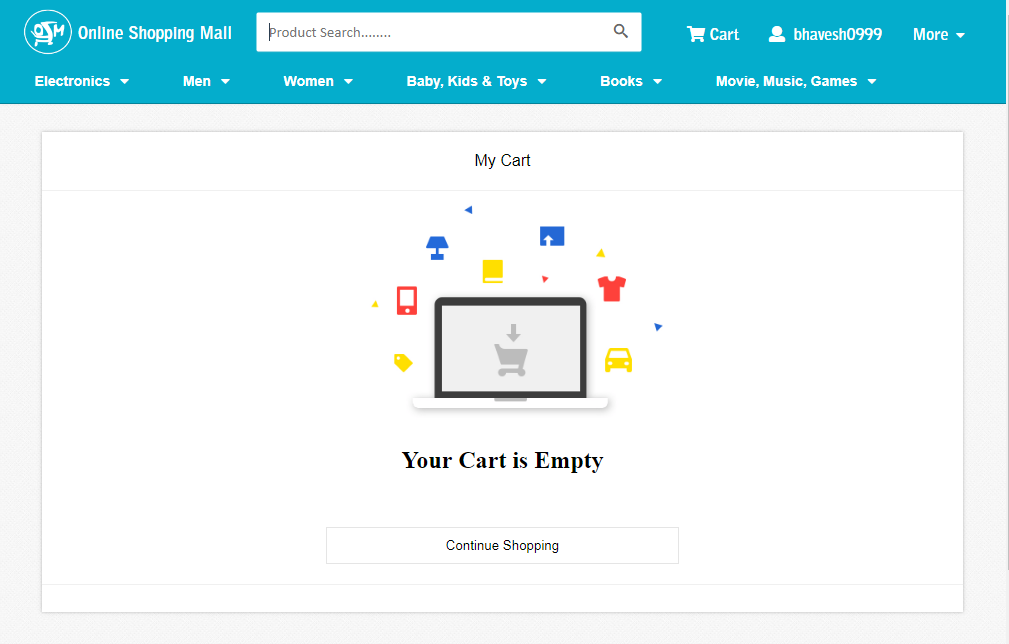 OSM Online Shopping Mall
Product Search........
Cart
bhavesh0999
More
Electronics
Men
Women
Baby, Kids & Toys
Books
Movie, Music, Games
My Cart
Your Cart is Empty
Continue Shopping